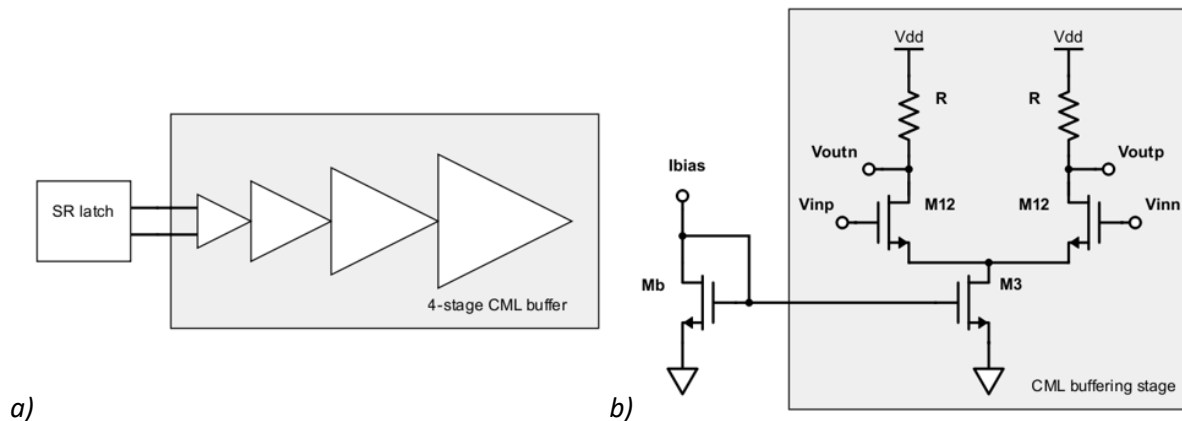 SR latch
4-stage CML buffer
a)
Vdd
Vdd
R
R
Voutn
Voutp
Ibias
Vinp
M12
M12
Vinn
Mb
M3
CML buffering stage
b)